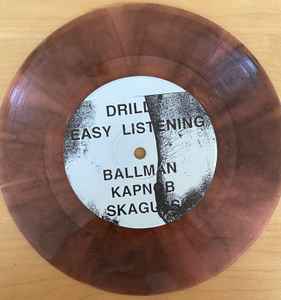 DRILL
EASY LISTENING
BALLMAN
KAPNOB